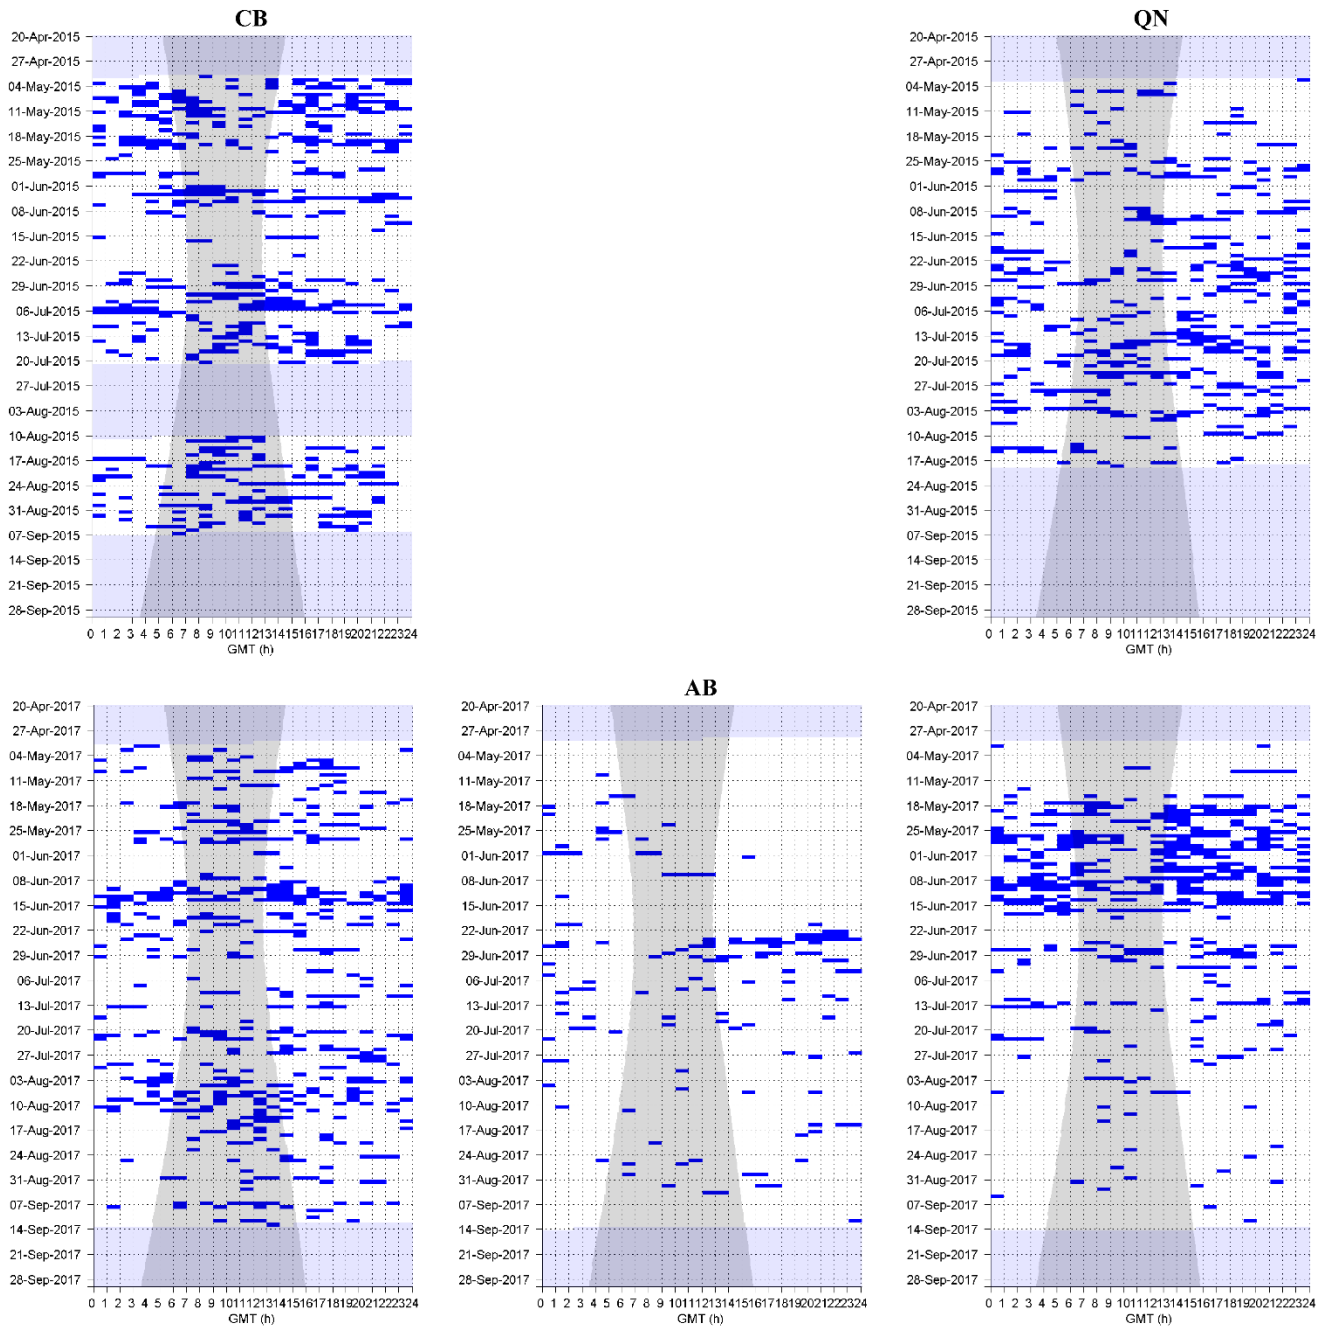 CB
QN
20-Apr-2015
27-Apr-2015
04-May-2015
11-May-2015
18-May-2015
25-May-2015
01-Jun-2015
08-Jun-2015
15-Jun-2015
22-Jun-2015
29-Jun-2015
06-Jul-2015
13-Jul-2015
20-Jul-2015
27-Jul-2015
03-Aug-2015
10-Aug-2015
17-Aug-2015
24-Aug-2015
31-Aug-2015
07-Sep-2015
14-Sep-2015
21-Sep-2015
28-Sep-2015
0 1 2 3 4 5 6 7 8 9 10 11 12 13 14 15 16 17 18 19 20 21 22 23 24
GMT (h)
20-Apr-2015
27-Apr-2015
04-May-2015
11-May-2015
18-May-2015
25-May-2015
01-Jun-2015
08-Jun-2015
15-Jun-2015
22-Jun-2015
29-Jun-2015
06-Jul-2015
13-Jul-2015
20-Jul-2015
27-Jul-2015
03-Aug-2015
10-Aug-2015
17-Aug-2015
24-Aug-2015
31-Aug-2015
07-Sep-2015
14-Sep-2015
21-Sep-2015
28-Sep-2015
0 1 2 3 4 5 6 7 8 9 10 11 12 13 14 15 16 17 18 19 20 21 22 23 24
GMT (h)
AB
20-Apr-2017
27-Apr-2017
04-May-2017
11-May-2017
18-May-2017
25-May-2017
01-Jun-2017
08-Jun-2017
15-Jun-2017
22-Jun-2017
29-Jun-2017
06-Jul-2017
13-Jul-2017
20-Jul-2017
27-Jul-2017
03-Aug-2017
10-Aug-2017
17-Aug-2017
24-Aug-2017
31-Aug-2017
07-Sep-2017
14-Sep-2017
21-Sep-2017
28-Sep-2017
0 1 2 3 4 5 6 7 8 9 10 11 12 13 14 15 16 17 18 19 20 21 22 23 24
GMT (h)
20-Apr-2017
27-Apr-2017
04-May-2017
11-May-2017
18-May-2017
25-May-2017
01-Jun-2017
08-Jun-2017
15-Jun-2017
22-Jun-2017
29-Jun-2017
06-Jul-2017
13-Jul-2017
20-Jul-2017
27-Jul-2017
03-Aug-2017
10-Aug-2017
17-Aug-2017
24-Aug-2017
31-Aug-2017
07-Sep-2017
14-Sep-2017
21-Sep-2017
28-Sep-2017
0 1 2 3 4 5 6 7 8 9 10 11 12 13 14 15 16 17 18 19 20 21 22 23 24
GMT (h)
20-Apr-2017
27-Apr-2017
04-May-2017
11-May-2017
18-May-2017
25-May-2017
01-Jun-2017
08-Jun-2017
15-Jun-2017
22-Jun-2017
29-Jun-2017
06-Jul-2017
13-Jul-2017
20-Jul-2017
27-Jul-2017
03-Aug-2017
10-Aug-2017
17-Aug-2017
24-Aug-2017
31-Aug-2017
07-Sep-2017
14-Sep-2017
21-Sep-2017
28-Sep-2017
0 1 2 3 4 5 6 7 8 9 10 11 12 13 14 15 16 17 18 19 20 21 22 23 24
GMT (h)